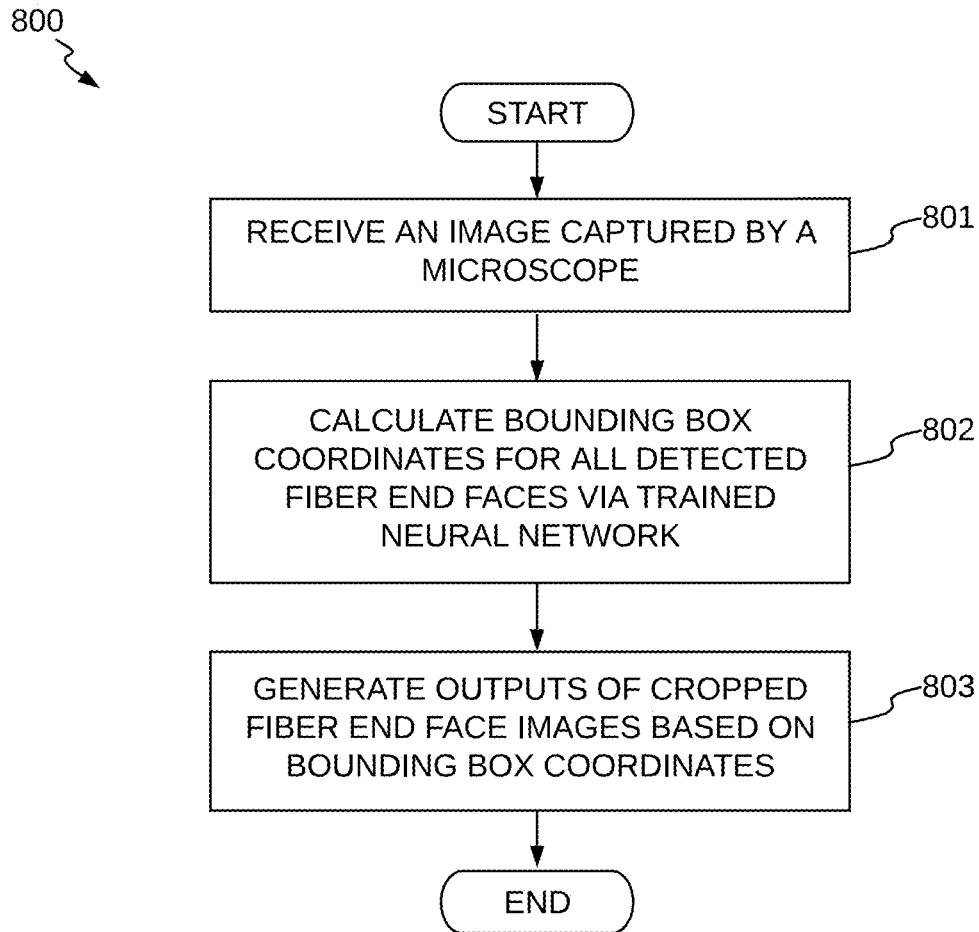 800
START
RECEIVE AN IMAGE CAPTURED BY A
MICROSCOPE
801
CALCULATE BOUNDING BOX
COORDINATES FOR ALL DETECTED
FIBER END FACES VIA TRAINED
NEURAL NETWORK
802
GENERATE OUTPUTS OF CROPPED
FIBER END FACE IMAGES BASED ON
BOUNDING BOX COORDINATES
803
END